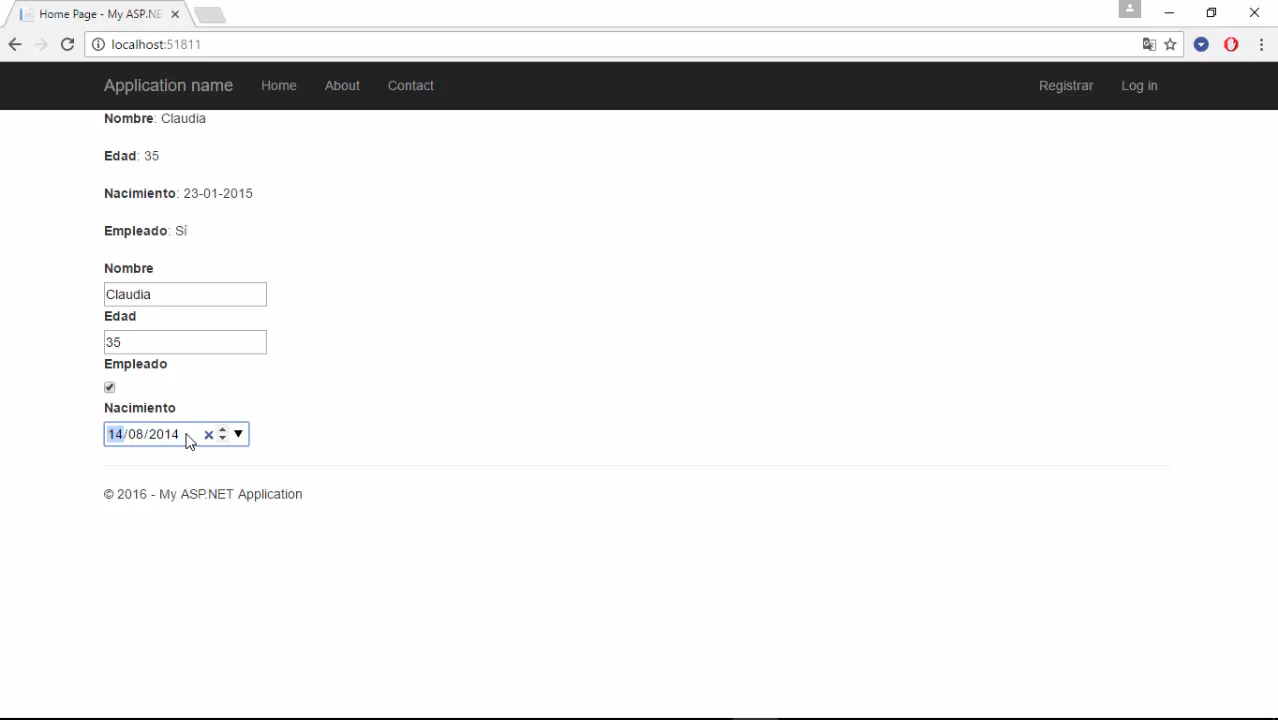 Home Page - My ASP.NE
localhost:51811
Application name Home About Contact Registrar Log in
Nombre: Claudia
Edad: 35
Nacimiento: 23-01-2015
Empleado: Sí
Nombre
Claudia
Edad
35
Empleado
Nacimiento
14/08/2014
© 2016 - My ASP.NET Application